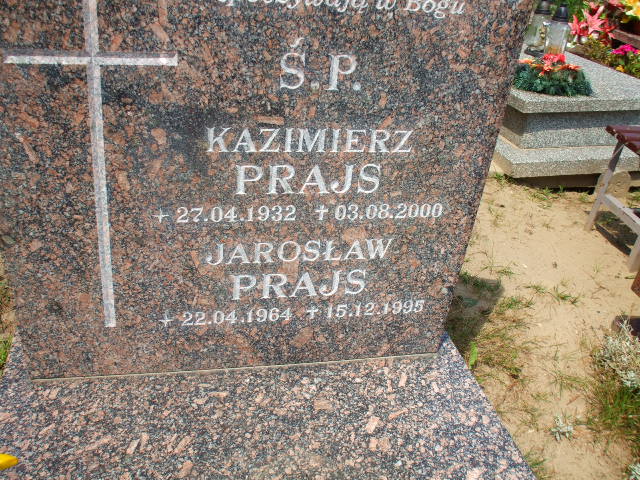 w Bogu
Ś.P.
KAZIMIERZ
PRAJS
+ 27.04.1932 + 03.08.2000
JAROSŁAW
PRAJS
+ 22.04.1964 + 15.12.1995